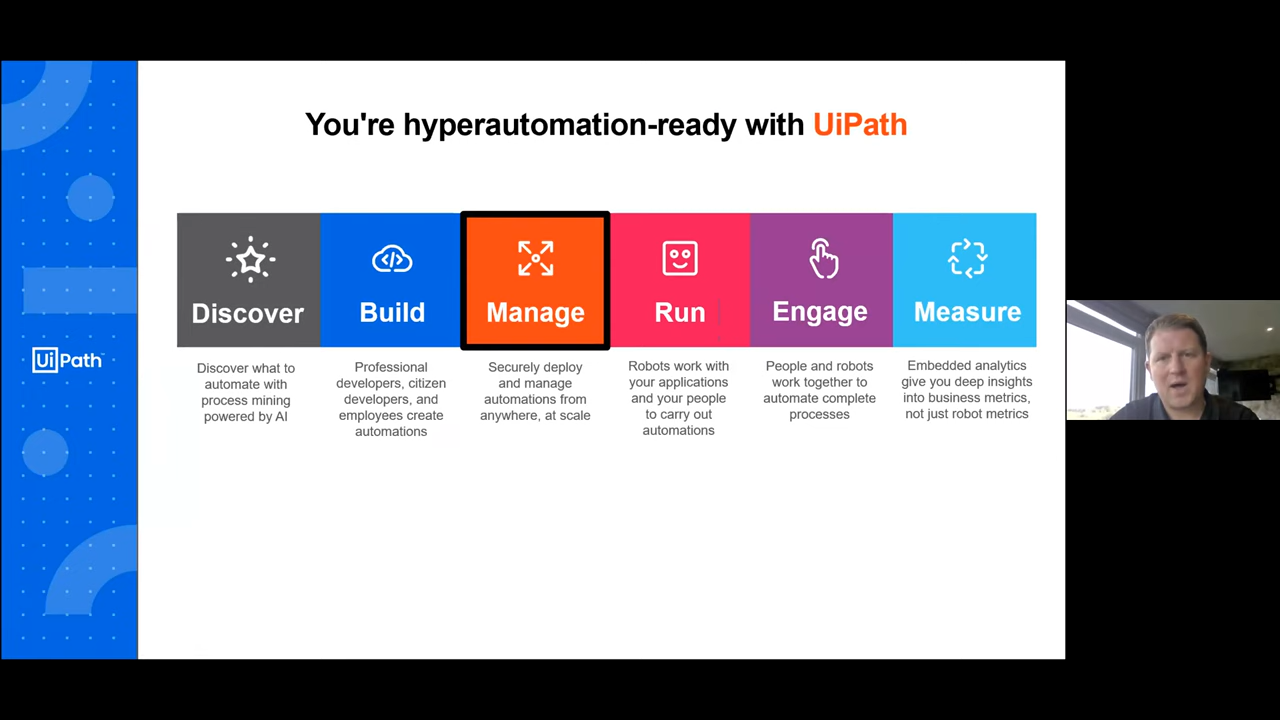 You're hyperautomation-ready with UiPath
Discover
Build
Manage
Run
Engage
Measure
Discover what to
automate with
process mining
powered by AI
Professional
developers, citizen
developers, and
employees create
automations
Securely deploy
and manage
automations from
anywhere, at scale
Robots work with
your applications
and your people
to carry out
automations
People and robots
work together to
automate complete
processes
Embedded analytics
give you deep insights
into business metrics,
not just robot metrics
UiPath